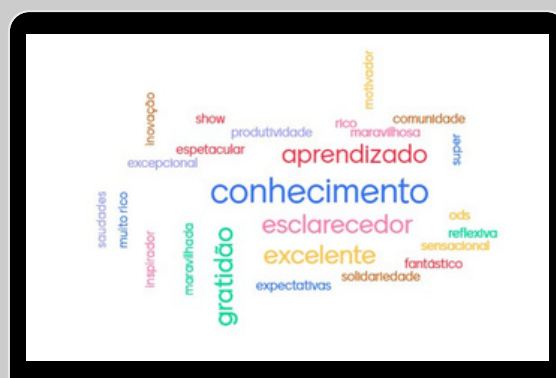 motivador
inovação
show
rico
comunidade
produtividade
maravilhosa
super
espetacular
aprendizado
excepcional
conhecimento
saudades
muito rico
esclarecedor
ods
reflexiva
inspirador
maravilhada
gratidão
excelente
sensacional
fantástico
solidariedade
expectativas